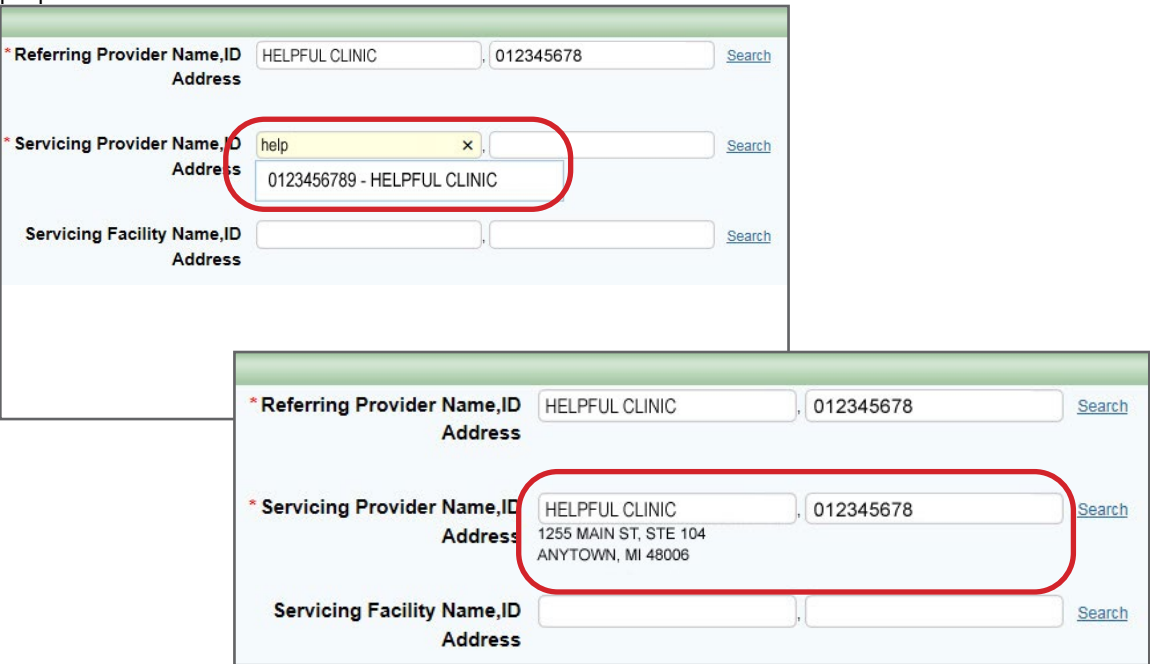 * Referring Provider Name,ID HELPFUL CLINIC , 012345678 Search
Address
* Servicing Provider Name,ID help × , Search
Address
0123456789 - HELPFUL CLINIC
Servicing Facility Name,ID , Search
Address
* Referring Provider Name,ID HELPFUL CLINIC , 012345678 Search
Address
* Servicing Provider Name,ID HELPFUL CLINIC , 012345678 Search
Address 1255 MAIN ST, STE 104
ANYTOWN, MI 48006
Servicing Facility Name,ID , Search
Address